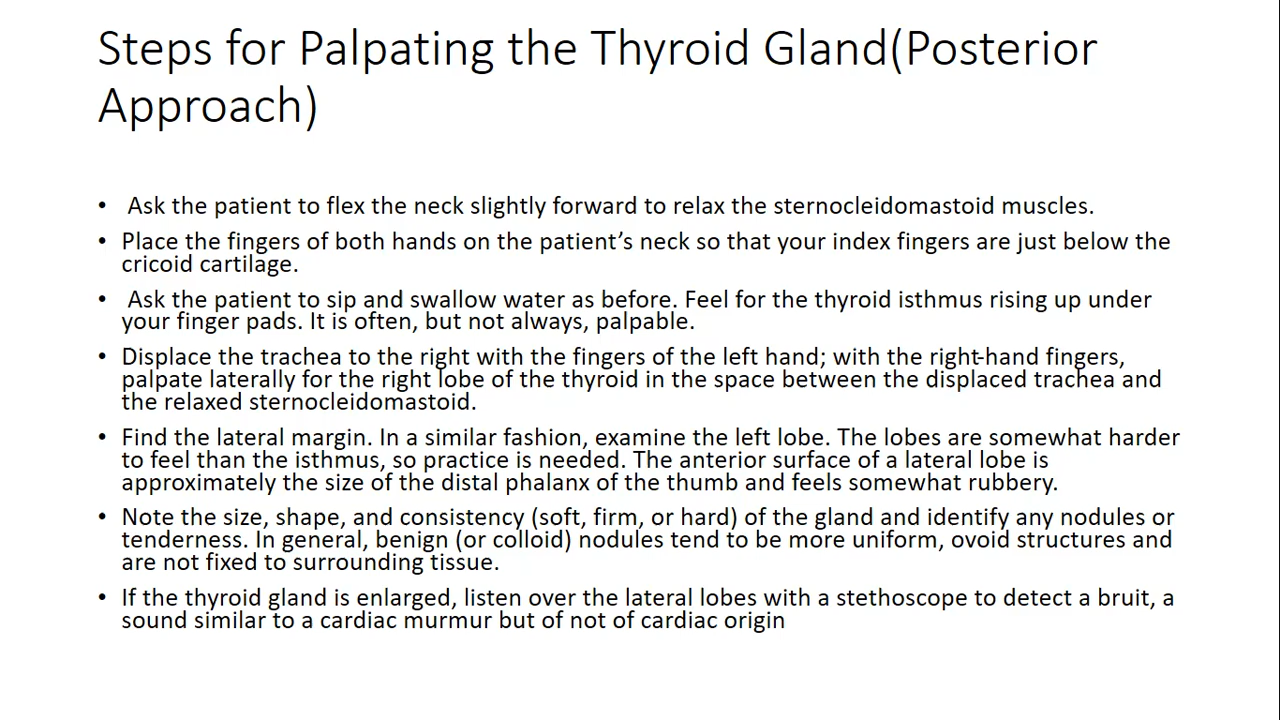 Steps for Palpating the Thyroid Gland(Posterior
Approach)
• Ask the patient to flex the neck slightly forward to relax the sternocleidomastoid muscles.
• Place the fingers of both hands on the patient’s neck so that your index fingers are just below the
cricoid cartilage.
• Ask the patient to sip and swallow water as before. Feel for the thyroid isthmus rising up under
your finger pads. It is often, but not always, palpable.
• Displace the trachea to the right with the fingers of the left hand; with the right-hand fingers,
palpate laterally for the right lobe of the thyroid in the space between the displaced trachea and
the relaxed sternocleidomastoid.
• Find the lateral margin. In a similar fashion, examine the left lobe. The lobes are somewhat harder
to feel than the isthmus, so practice is needed. The anterior surface of a lateral lobe is
approximately the size of the distal phalanx of the thumb and feels somewhat rubbery.
• Note the size, shape, and consistency (soft, firm, or hard) of the gland and identify any nodules or
tenderness. In general, benign (or colloid) nodules tend to be more uniform, ovoid structures and
are not fixed to surrounding tissue.
• If the thyroid gland is enlarged, listen over the lateral lobes with a stethoscope to detect a bruit, a
sound similar to a cardiac murmur but of not of cardiac origin